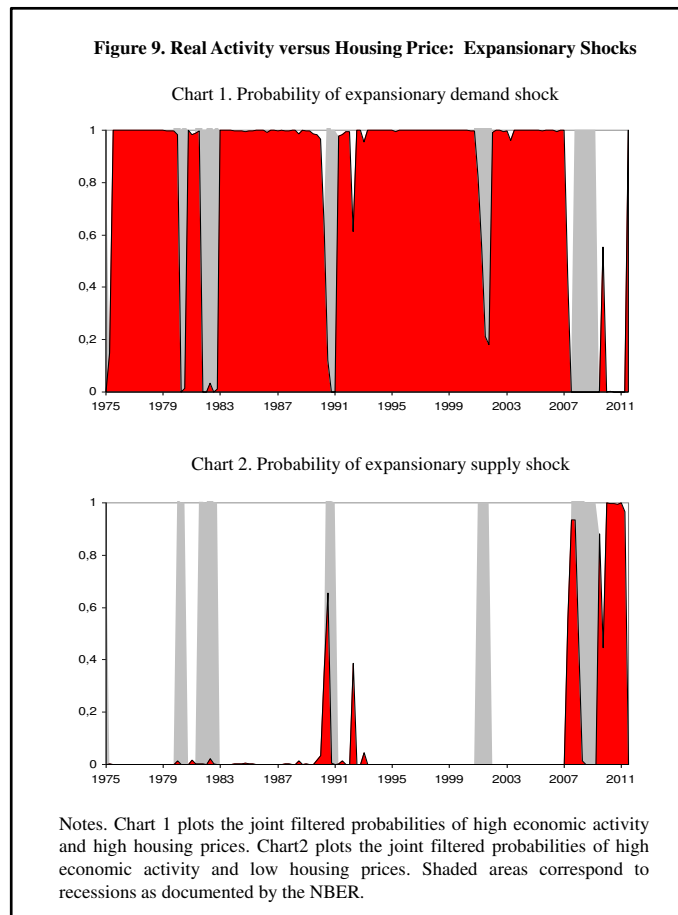 Figure 9. Real Activity versus Housing Price: Expansionary Shocks
Chart 1. Probability of expansionary demand shock
1
0,8
0,6
0,4
0,2
0
1975 1979 1983 1987 1991 1995 1999 2003 2007 2011
Chart 2. Probability of expansionary supply shock
1
0,8
0,6
0,4
0,2
0
1975 1979 1983 1987 1991 1995 1999 2003 2007 2011
Notes. Chart 1 plots the joint filtered probabilities of high economic activity
and high housing prices. Chart2 plots the joint filtered probabilities of high
economic activity and low housing prices. Shaded areas correspond to
recessions as documented by the NBER.